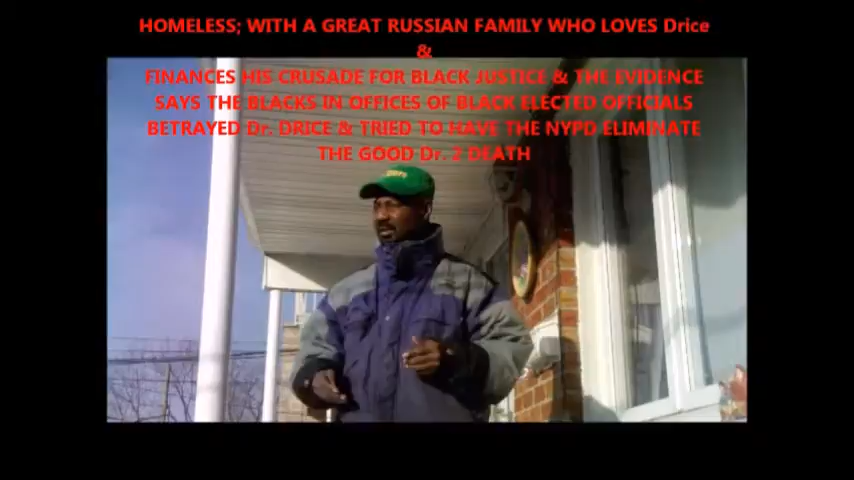 HOMELESS; WITH A GREAT RUSSIAN FAMILY WHO LOVES Drice
&
FINANCES HIS CRUSADE FOR BLACK JUSTICE & THE EVIDENCE
SAYS THE BLACKS IN OFFICES OF BLACK ELECTED OFFICIALS
BETRAYED Dr. DRICE & TRIED TO HAVE THE NYPD ELIMINATE
THE GOOD Dr. 2 DEATH